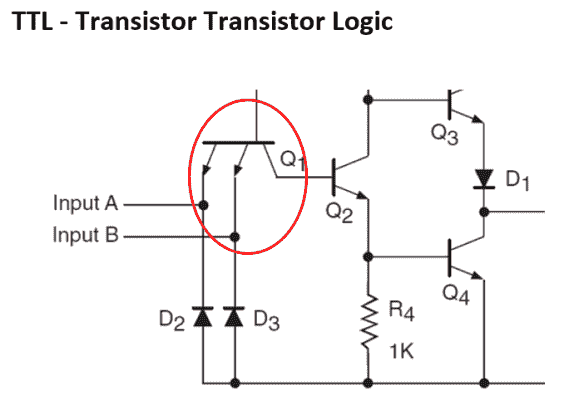 TTL - Transistor Transistor Logic
Q3
Q1
D1
Input A
Q2
Input B
Q4
D2
D3
R4
1K